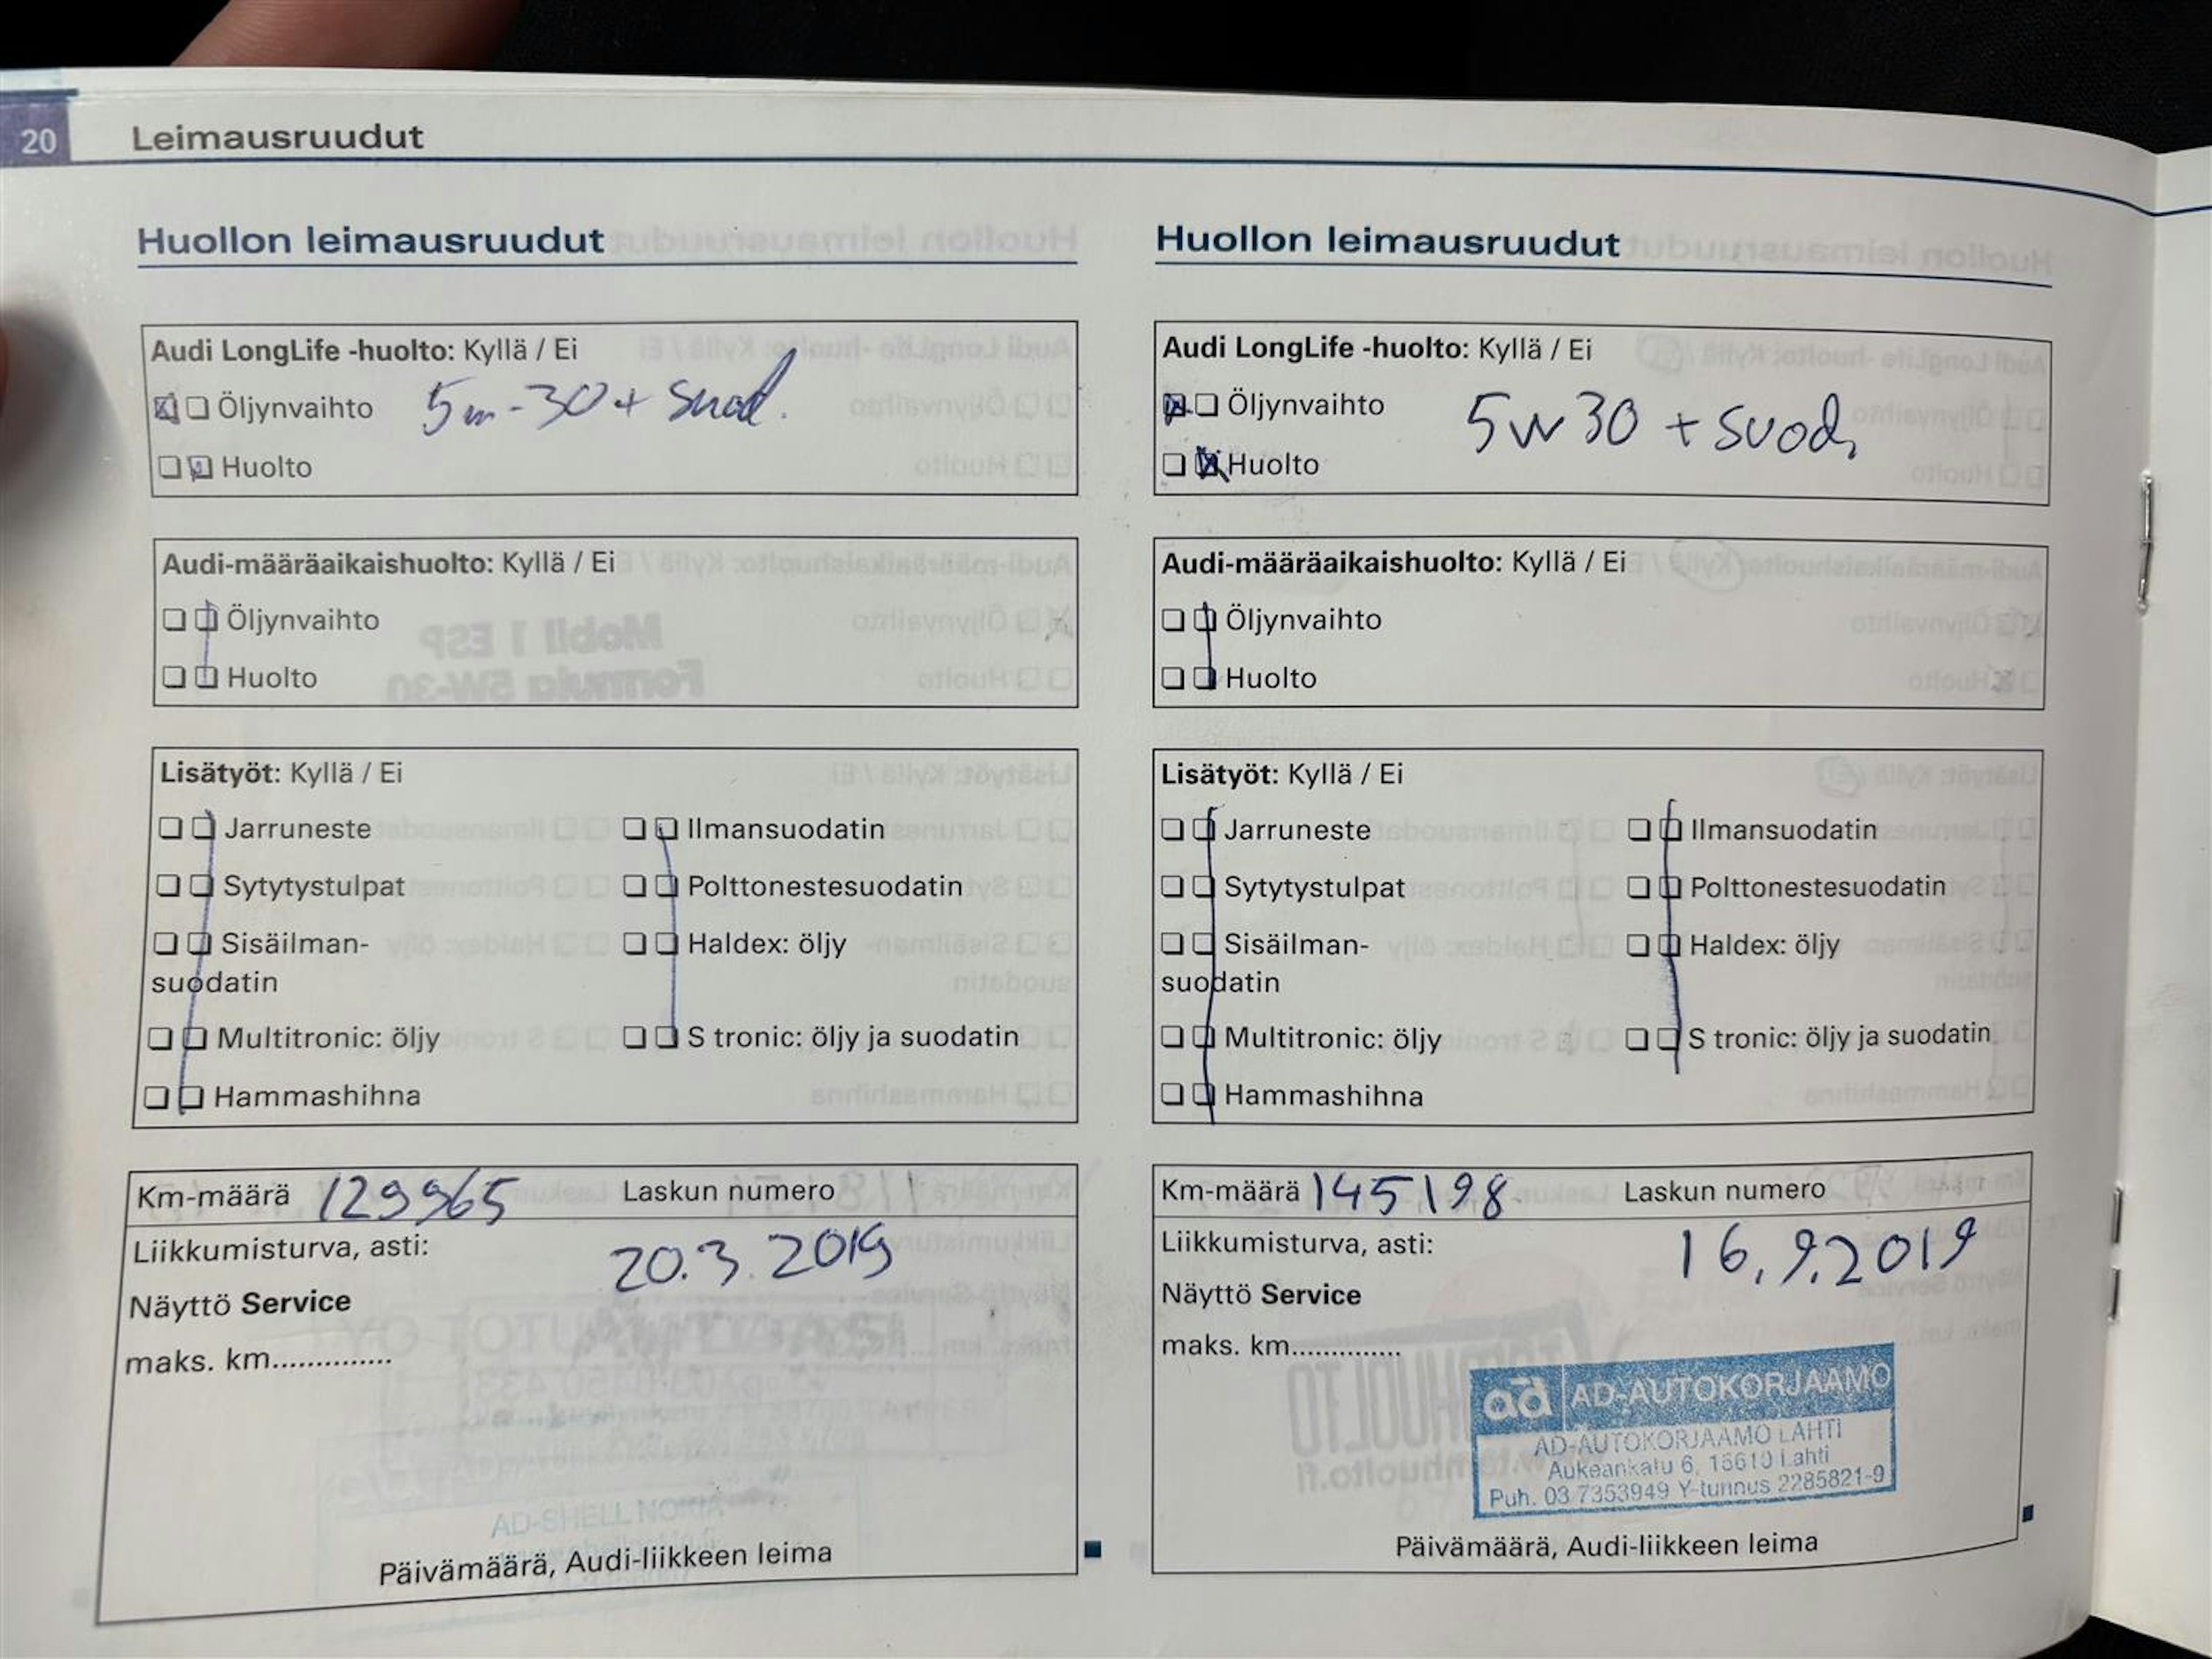 20 Leimausruudut
Huollon leimausruudut
Audi LongLife -huolto: Kyllä / Ei
Öljynvaihto 5w-30 + suod.
Huolto
Audi-määräaikaishuolto: Kyllä / Ei
Öljynvaihto
Huolto
Lisätyöt: Kyllä / Ei
Jarruneste Ilmansuodatin
Sytytystulpat Polttonestesuodatin
Sisäilman- Haldex: öljy
suodatin
Multitronic: öljy S tronic: öljy ja suodatin
Hammashihna
Km-määrä 129965 Laskun numero
Liikkumisturva, asti: 20.3.2019
Näyttö Service
maks. km..............
Päivämäärä, Audi-liikkeen leima
Huollon leimausruudut
Audi LongLife -huolto: Kyllä / Ei
Öljynvaihto 5w30 + suod,
Huolto
Audi-määräaikaishuolto: Kyllä / Ei
Öljynvaihto
Huolto
Lisätyöt: Kyllä / Ei
Jarruneste Ilmansuodatin
Sytytystulpat Polttonestesuodatin
Sisäilman- Haldex: öljy
suodatin
Multitronic: öljy S tronic: öljy ja suodatin
Hammashihna
Km-määrä 145198 Laskun numero
Liikkumisturva, asti: 16.9.2019
Näyttö Service
maks. km..............
ad AD-AUTOKORJAAMO
AD-AUTOKORJAAMO LAHTI
Aukeankatu 6, 15610 Lahti
Puh. 03 7353949 Y-tunnus 2285821-9
Päivämäärä, Audi-liikkeen leima